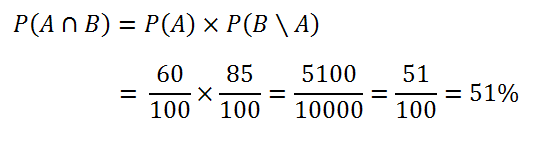 P(A ∩ B) = P(A) × P(B \ A)
= 60/100 × 85/100 = 5100/10000 = 51/100 = 51%